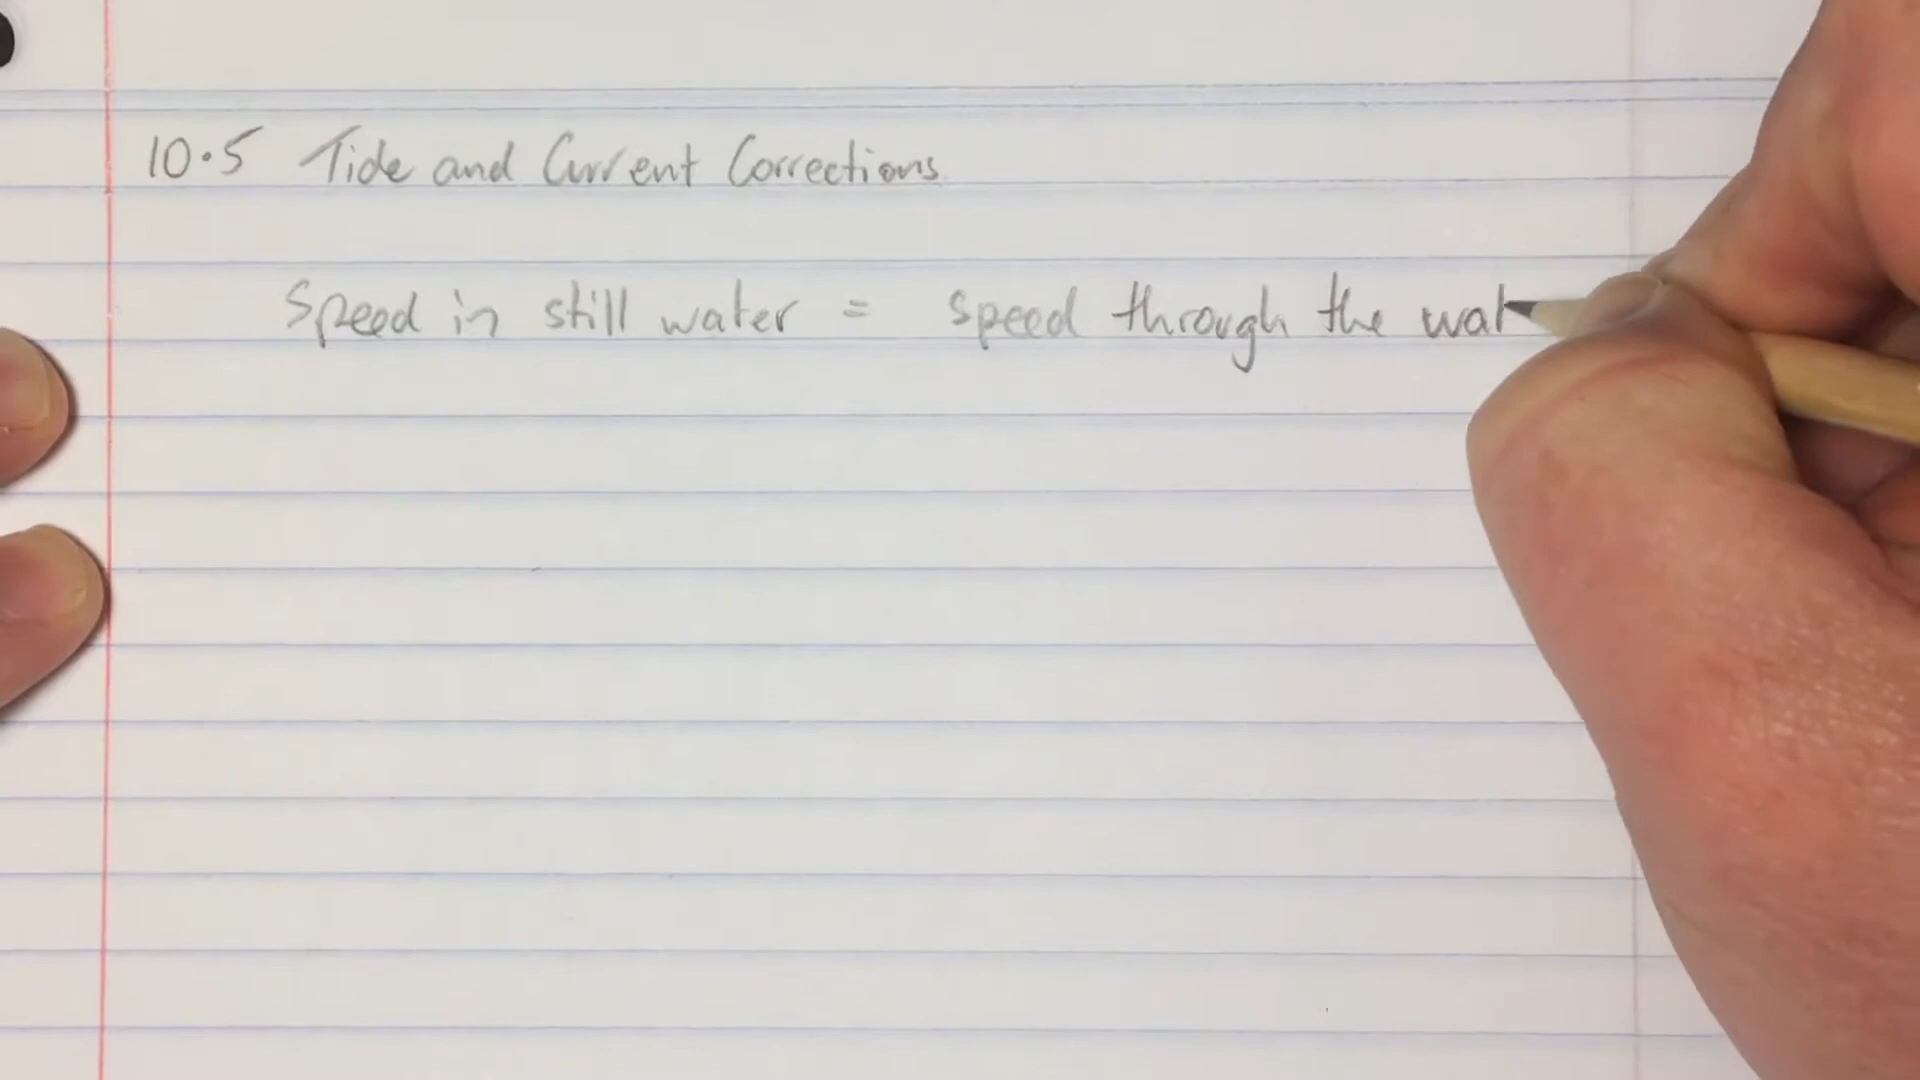 10.5 Tide and Current Corrections.
Speed in still water = speed through the wat